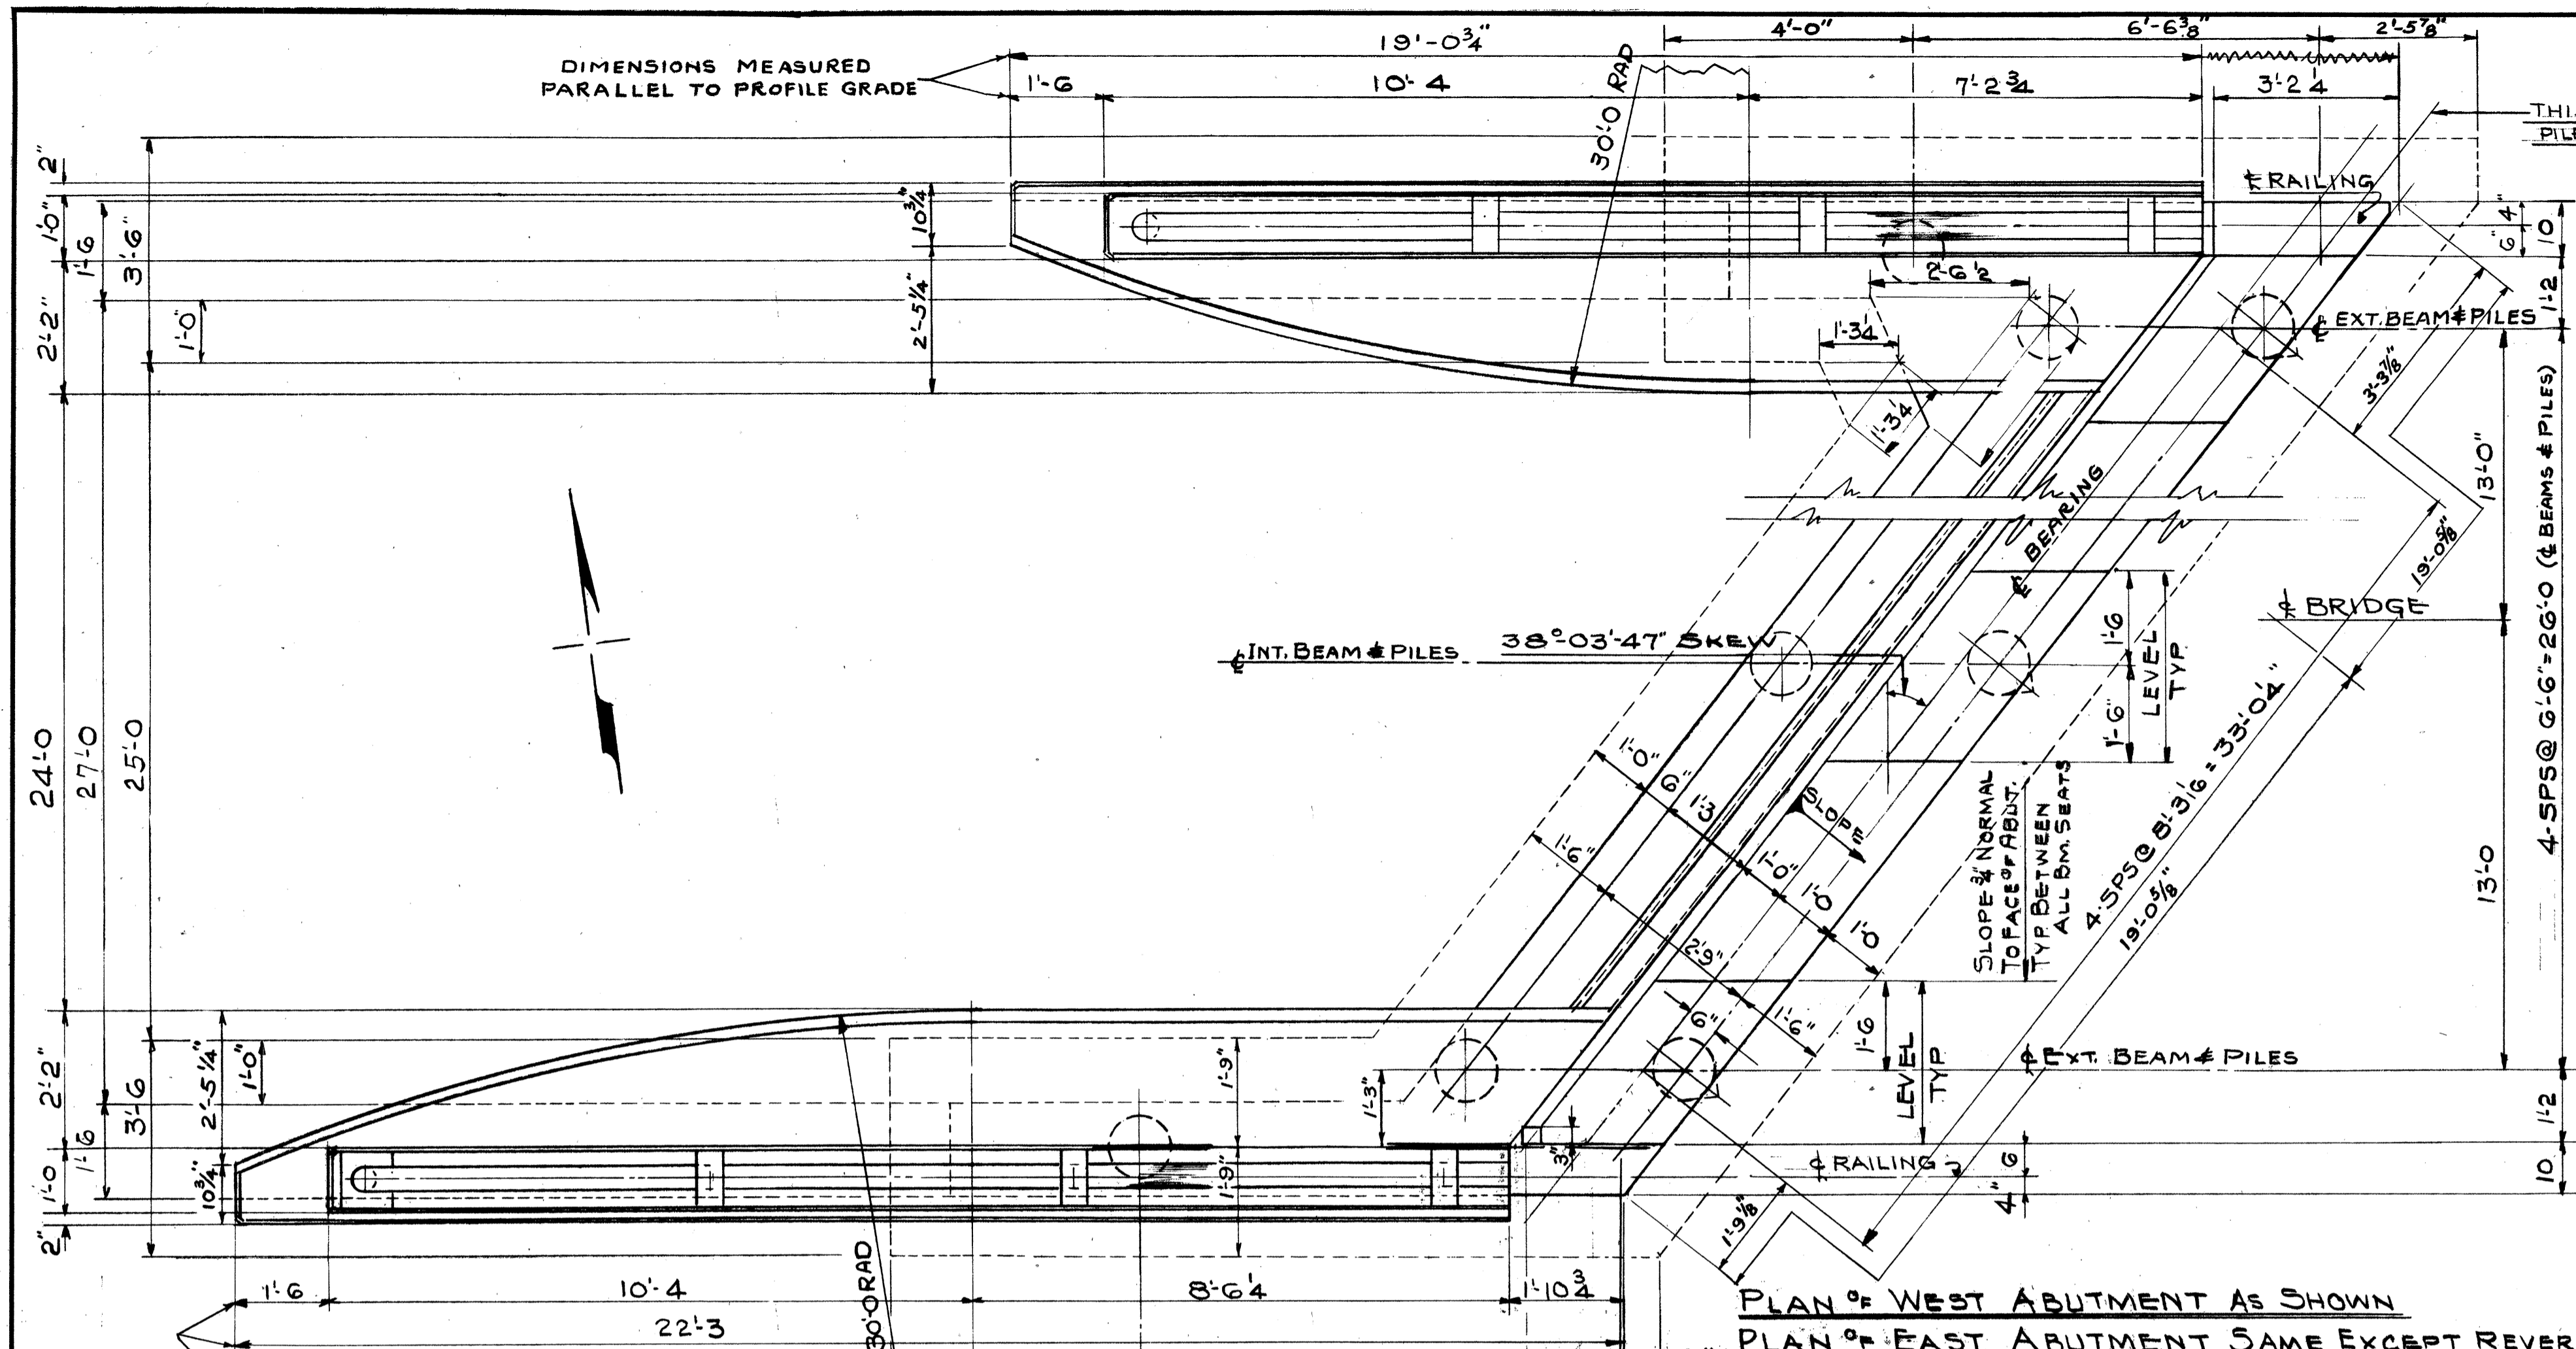 19'-0¾"
4'-0"
6'-6⅜"
2'-5⅞"
DIMENSIONS MEASURED
PARALLEL TO PROFILE GRADE
1'-6
10'-4
30'-0 RAD
7'-2¾
3'-2¼
2"
1'-0"
1'-6
3'-6"
2'-2"
1'-0"
10¾"
2'-5¼"
℄ RAILING
4"
6"
10
1'-2
2'-6½
1'-3¼
1'-3¼
℄ EXT. BEAM & PILES
3'-3⅞"
13'-0"
4-SPS@ 6'-6"=26'-0 (℄ BEAMS & PILES)
℄ BEARING
19'-0⅝"
℄ BRIDGE
℄ INT. BEAM & PILES
38°-03'-47" SKEW
1'-6
1'-6"
LEVEL
TYP.
24'-0
27'-0
25'-0
1'-0"
6"
1'-3
1'-0"
1'-0
1'-0
SLOPE
1'-6"
2'-9"
1'-6"
6"
SLOPE ¾" NORMAL
TO FACE OF ABUT.
TYP. BETWEEN
ALL BM. SEATS
4-SPS@ 8'-3 1/16 = 33'-0¼"
19'-0⅝"
13'-0
2'-2"
2'-5¼"
1'-0"
3'-6
1'-6
1'-0
10¾"
2"
1'-9"
1'-9"
1'-3"
3"
1'-6
LEVEL
TYP
℄ EXT. BEAM & PILES
1'-2
℄ RAILING
6
4"
10
1'-9⅛"
30'-0 RAD
1'-6
10'-4
8'-6¼
1'-10¾
22'-3
PLAN OF WEST ABUTMENT AS SHOWN
PLAN OF EAST ABUTMENT SAME EXCEPT